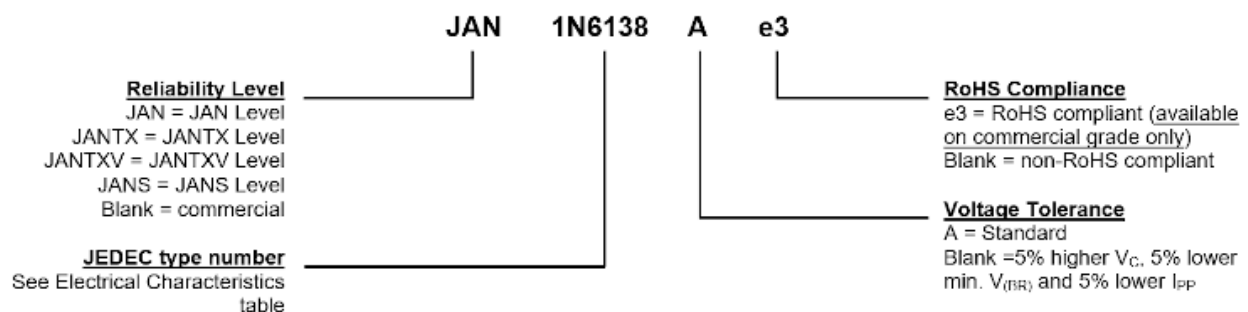 JAN 1N6138 A e3
Reliability Level
JAN = JAN Level
JANTX = JANTX Level
JANTXV = JANTXV Level
JANS = JANS Level
Blank = commercial
JEDEC type number
See Electrical Characteristics
table
RoHS Compliance
e3 = RoHS compliant (available
on commercial grade only)
Blank = non-RoHS compliant
Voltage Tolerance
A = Standard
Blank =5% higher VC, 5% lower
min. V(BR) and 5% lower IPP